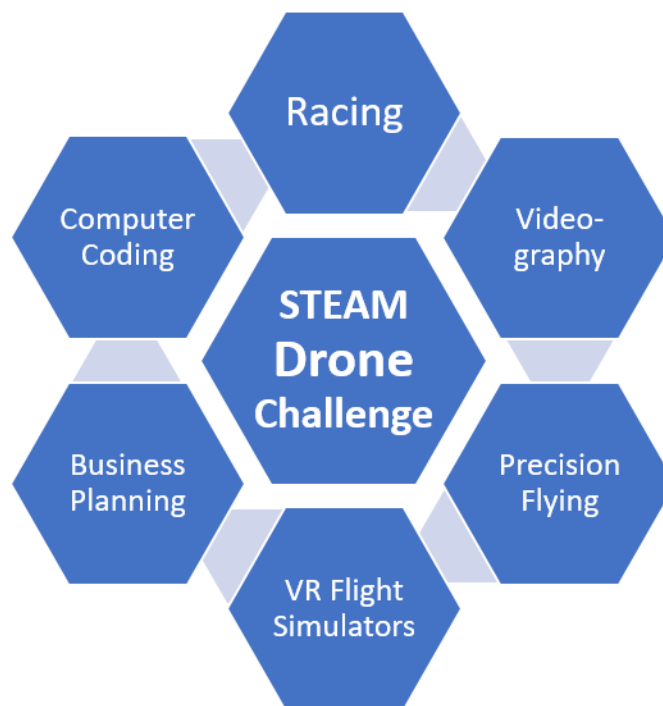 Racing
Computer
Coding
Video-
graphy
STEAM
Drone
Challenge
Business
Planning
Precision
Flying
VR Flight
Simulators